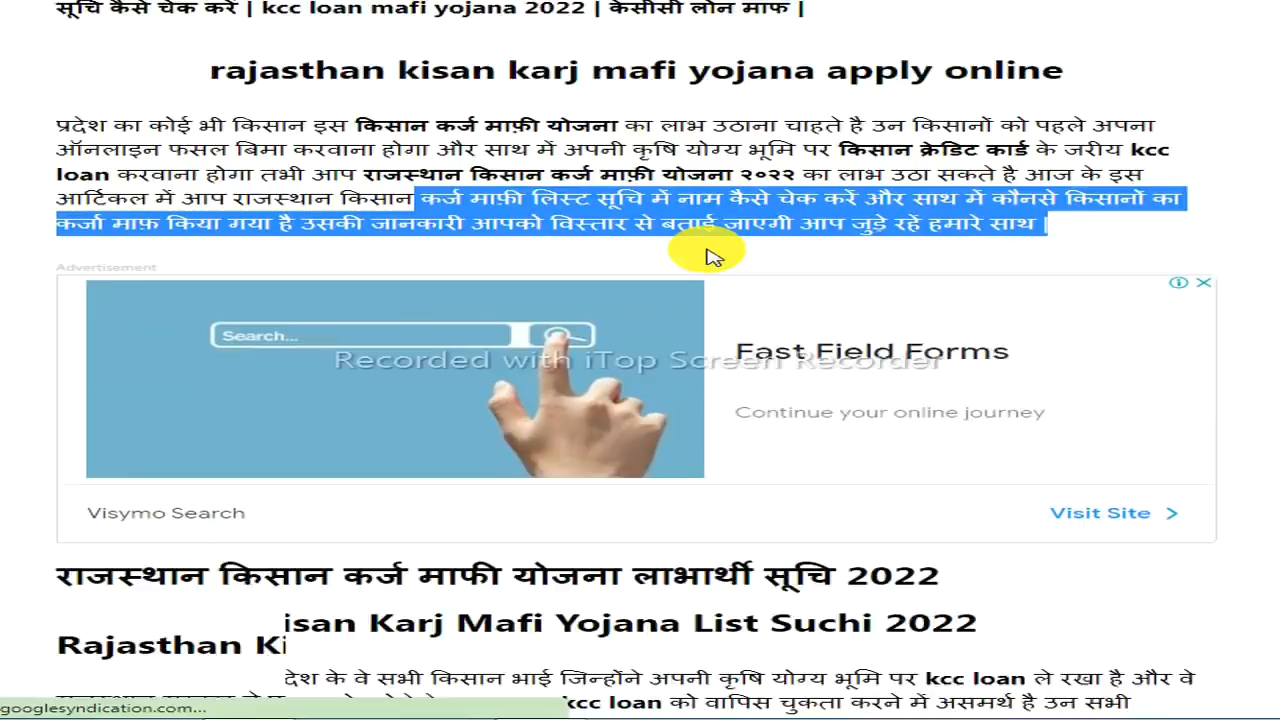 सूचि कैसे चेक करें | kcc loan mafi yojana 2022 | केसीसी लोन माफ |
rajasthan kisan karj mafi yojana apply online
प्रदेश का कोई भी किसान इस किसान कर्ज माफ़ी योजना का लाभ उठाना चाहते है उन किसानों को पहले अपना
ऑनलाइन फसल बिमा करवाना होगा और साथ में अपनी कृषि योग्य भूमि पर किसान क्रेडिट कार्ड के जरीय kcc
loan करवाना होगा तभी आप राजस्थान किसान कर्ज माफ़ी योजना २०२२ का लाभ उठा सकते है आज के इस
आर्टिकल में आप राजस्थान किसान कर्ज माफ़ी लिस्ट सूचि में नाम कैसे चेक करें और साथ में कौनसे किसानों का
कर्जा माफ़ किया गया है उसकी जानकारी आपको विस्तार से बताई जाएगी आप जुड़े रहें हमारे साथ |
Advertisement
Search...
Recorded with iTop Screen Recorder
Fast Field Forms
Continue your online journey
Visymo Search
Visit Site
राजस्थान किसान कर्ज माफी योजना लाभार्थी सूचि 2022
isan Karj Mafi Yojana List Suchi 2022
Rajasthan Ki
देश के वे सभी किसान भाई जिन्होंने अपनी कृषि योग्य भूमि पर kcc loan ले रखा है और वे
kcc loan को वापिस चुकता करने में असमर्थ है उन सभी
googlesyndication.com...